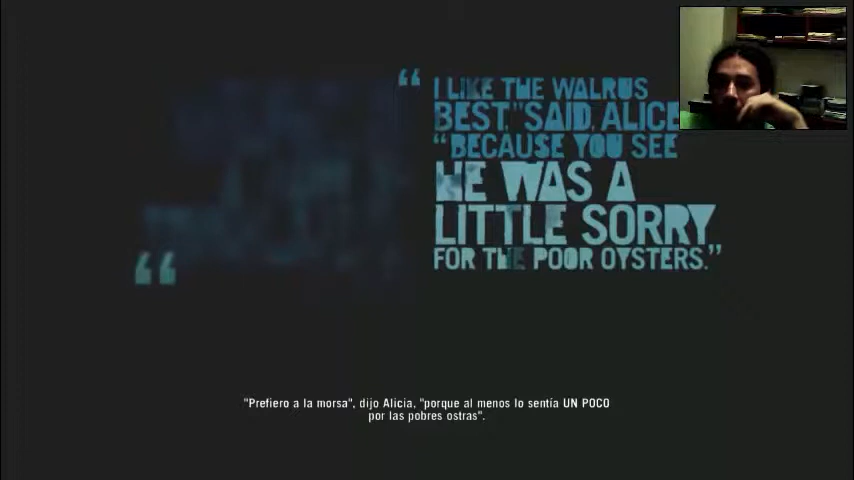 “I LIKE THE WALRUS
BEST,” SAID, ALICE
“BECAUSE YOU SEE
HE WAS A
LITTLE SORRY
FOR THE POOR OYSTERS.”
"Prefiero a la morsa", dijo Alicia, "porque al menos lo sentía UN POCO
por las pobres ostras".